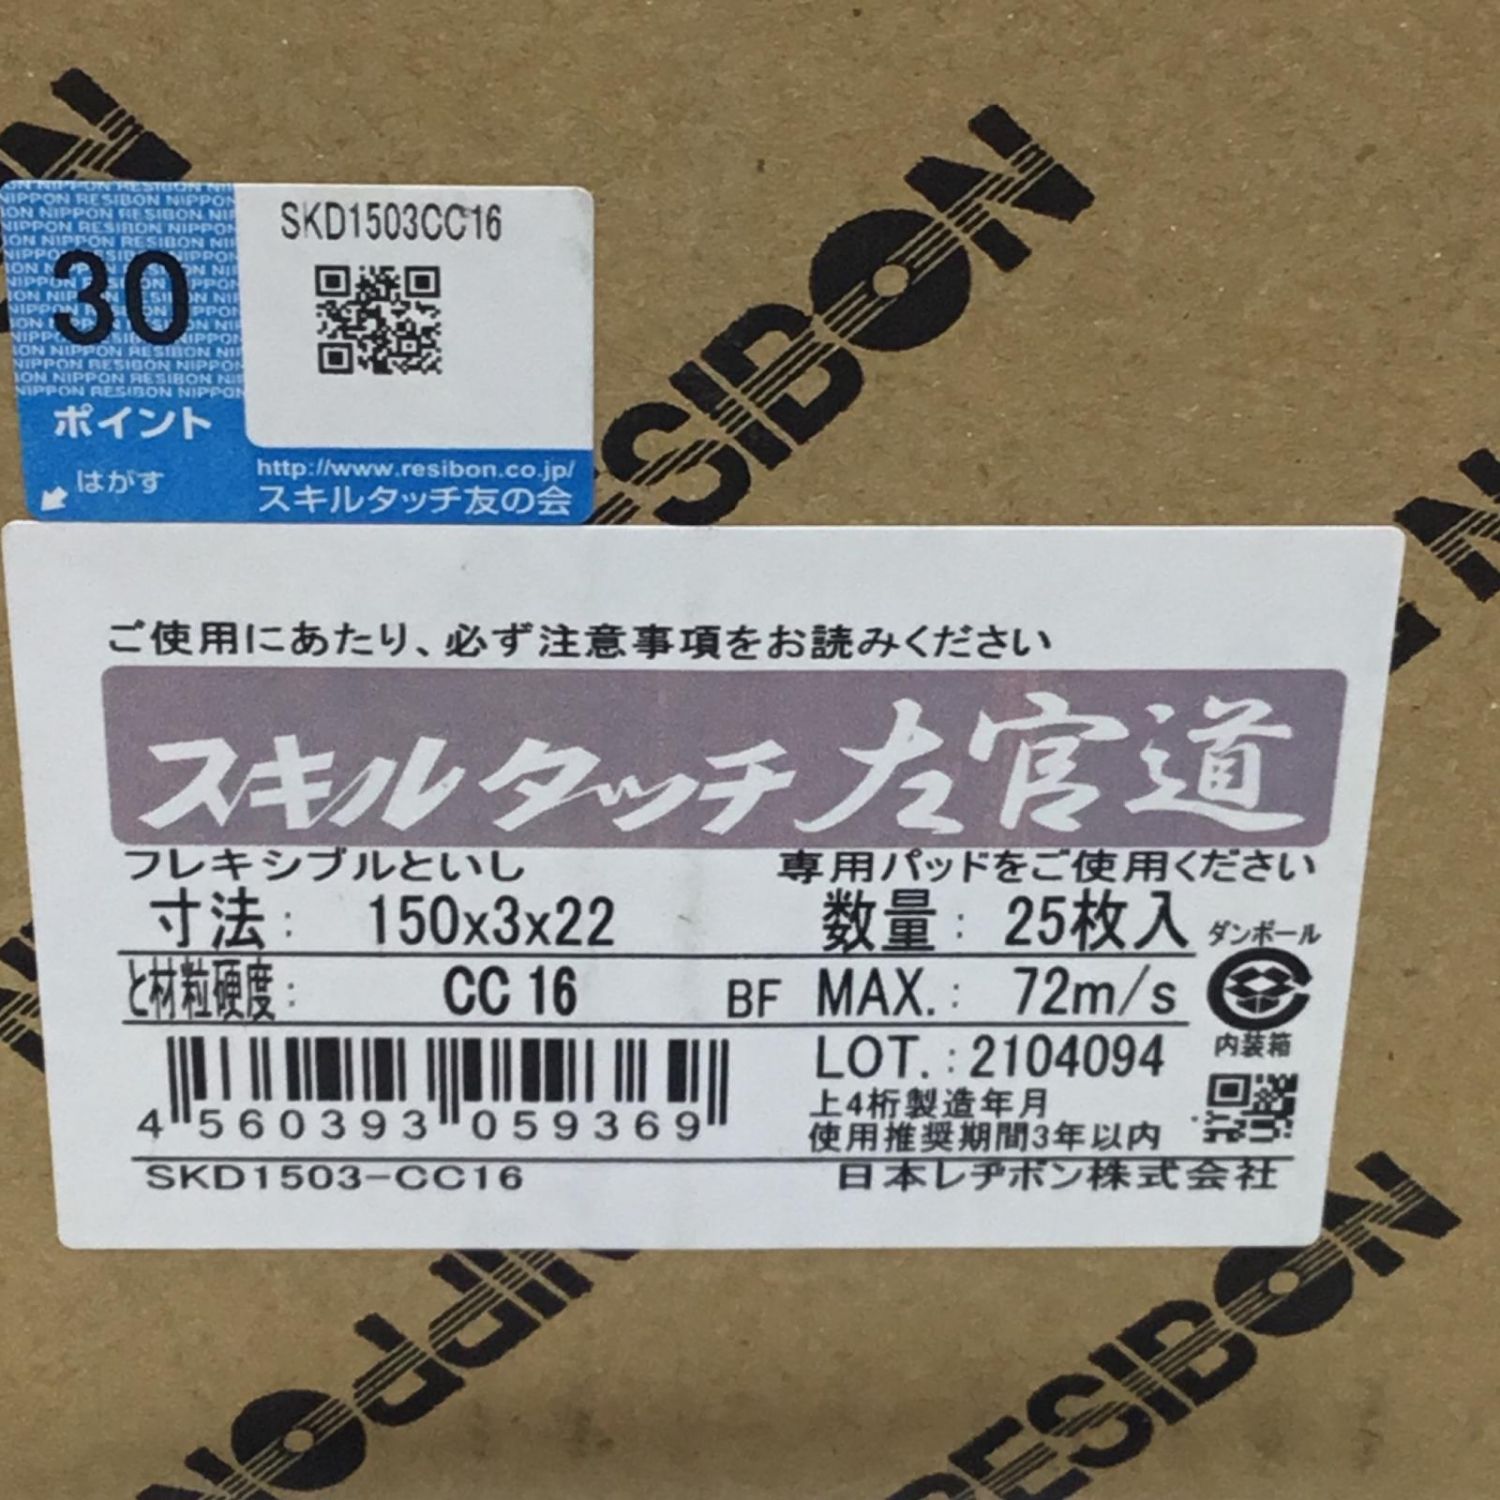 SKD1503CC16
30
ポイント
はがす
http://www.resibon.co.jp/
スキルタッチ友の会
RESIBON
SIBON
ご使用にあたり、必ず注意事項をお読みください
スキルタッチ左官道
フレキシブルといし 専用パッドをご使用ください
寸法: 150x3x22 数量: 25枚入
ダンボール
と材粒硬度: CC 16 BF MAX.: 72m/s
内装箱
LOT.:2104094
上4桁製造年月
使用推奨期間3年以内
4 560393 059369
SKD1503-CC16 日本レヂボン株式会社
NIPPON
RESIBON